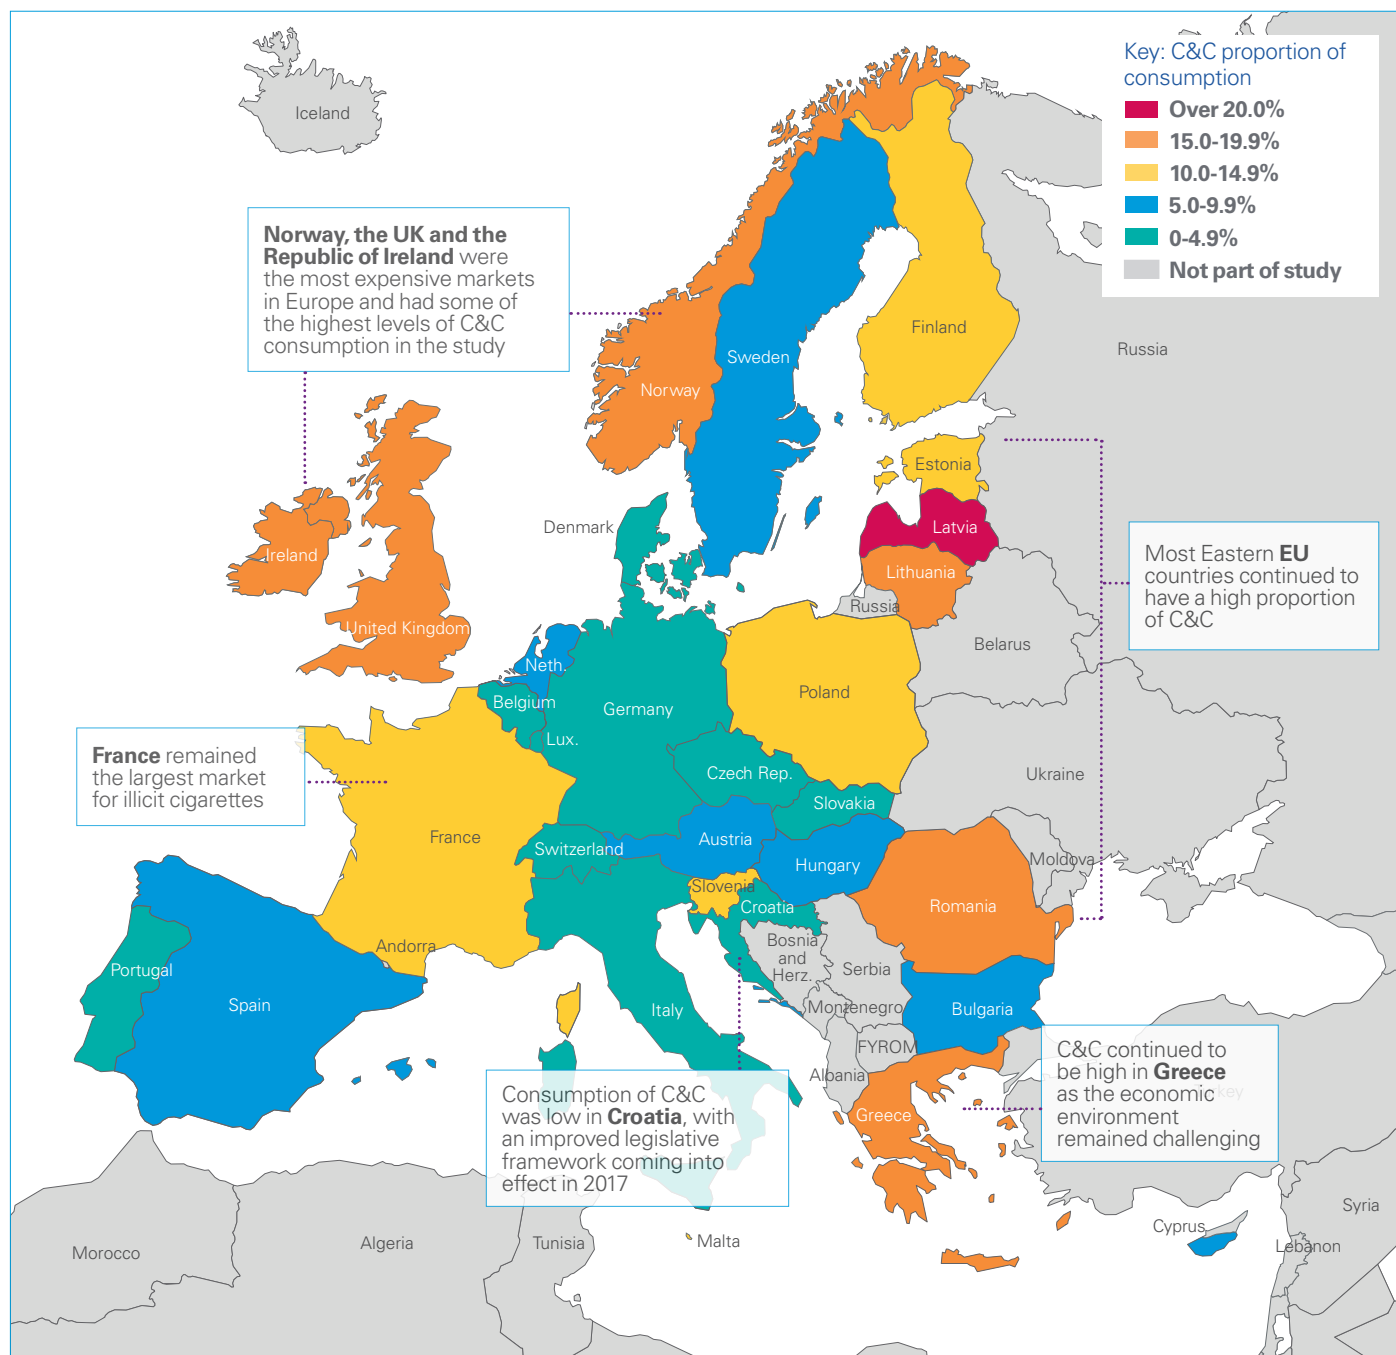 Key: C&C proportion of
consumption
Over 20.0%
15.0-19.9%
10.0-14.9%
5.0-9.9%
0-4.9%
Not part of study
Iceland
Norway, the UK and the
Republic of Ireland were
the most expensive markets
in Europe and had some of
the highest levels of C&C
consumption in the study
Finland
Russia
Sweden
Norway
Estonia
Denmark
Latvia
Ireland
Lithuania
Most Eastern EU
countries continued to
have a high proportion
of C&C
Russia
United Kingdom
Belarus
Neth.
Belgium
Germany
Poland
Lux.
France remained
the largest market
for illicit cigarettes
Czech Rep.
Ukraine
Slovakia
France
Switzerland
Austria
Hungary
Moldova
Slovenia
Croatia
Romania
Andorra
Bosnia
and
Herz.
Portugal
Serbia
Spain
Italy
Montenegro
Bulgaria
FYROM
Albania
C&C continued to
be high in Greece
as the economic
environment
remained challenging
key
Consumption of C&C
was low in Croatia, with
an improved legislative
framework coming into
effect in 2017
Greece
Syria
Cyprus
Malta
Morocco
Algeria
Tunisia
Lebanon